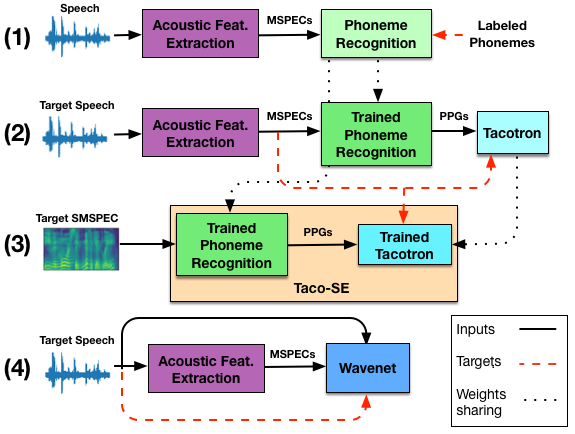 (1)
Speech
Acoustic Feat.
Extraction
MSPECs
Phoneme
Recognition
Labeled
Phonemes
(2)
Target Speech
Acoustic Feat.
Extraction
MSPECs
Trained
Phoneme
Recognition
PPGs
Tacotron
(3)
Target SMSPEC
Trained
Phoneme
Recognition
PPGs
Trained
Tacotron
Taco-SE
(4)
Target Speech
Acoustic Feat.
Extraction
MSPECs
Wavenet
Inputs
Targets
Weights
sharing